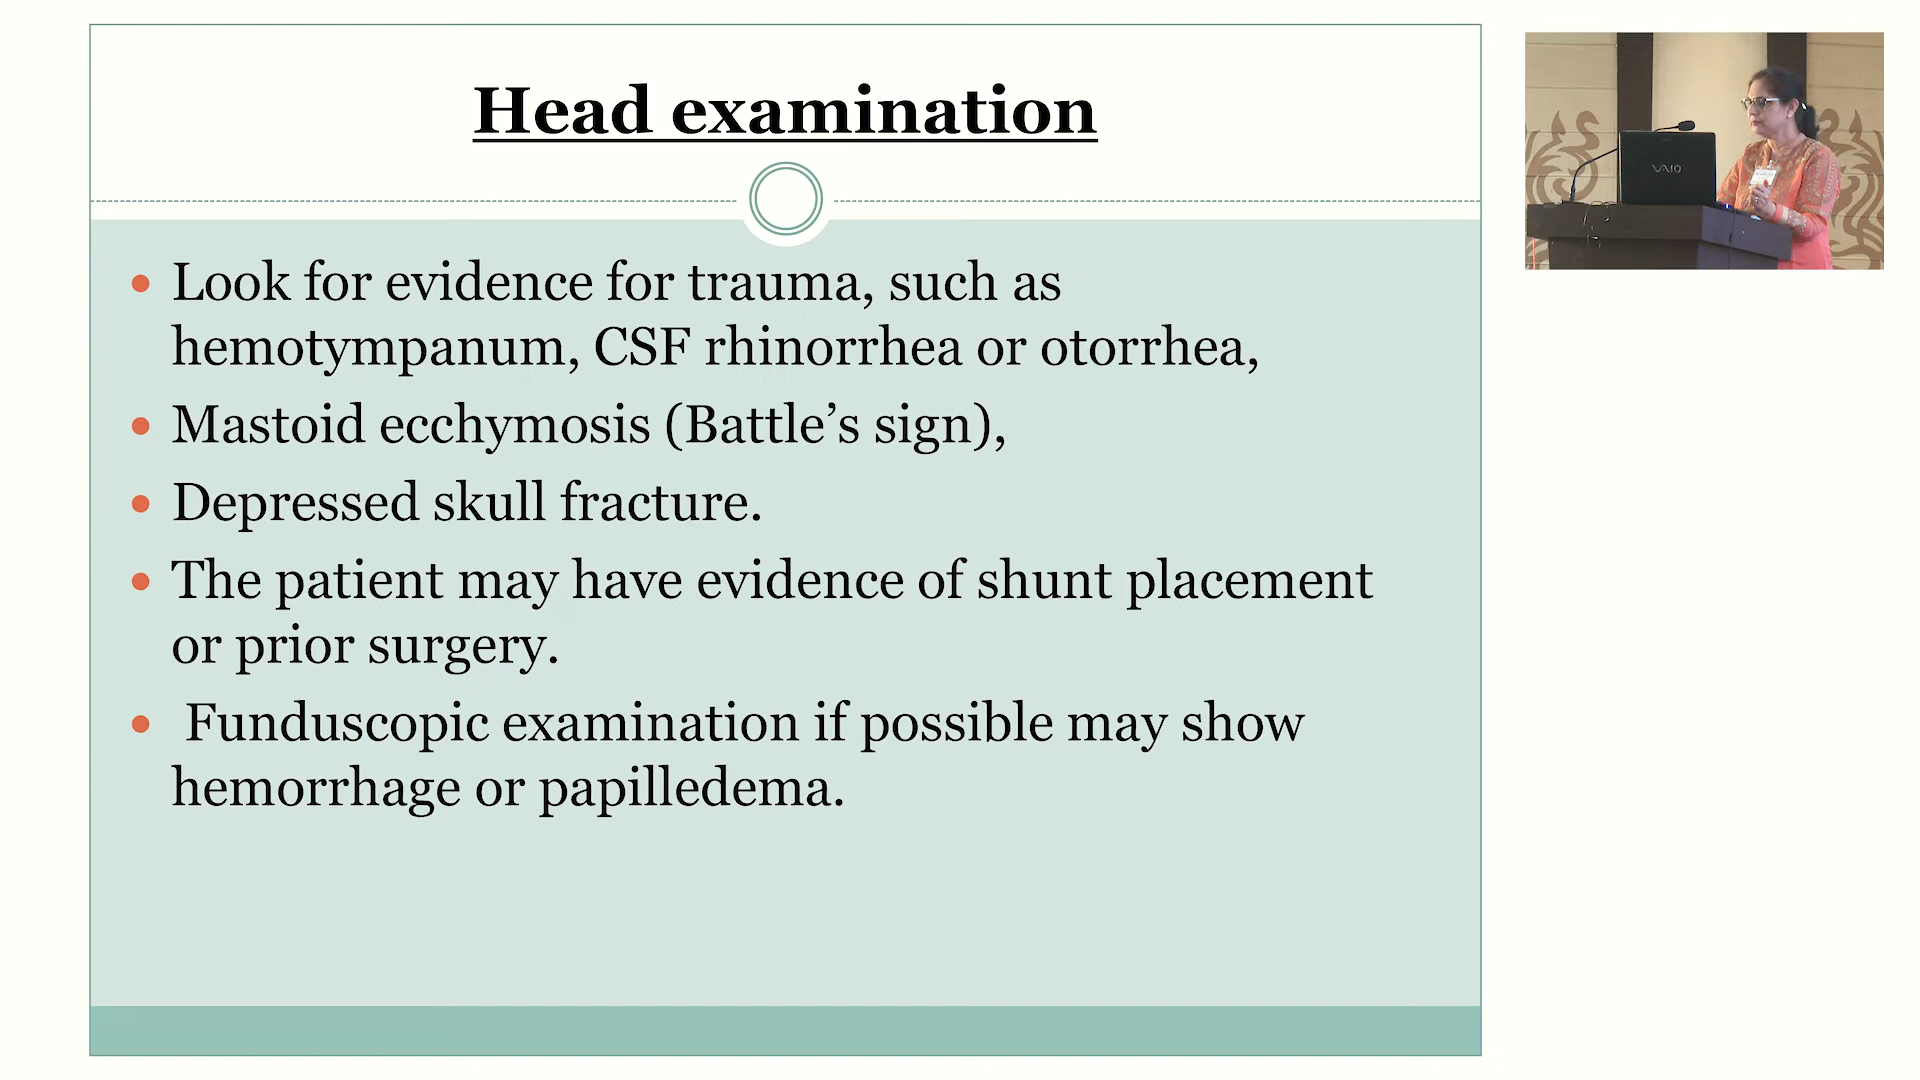 Head examination
• Look for evidence for trauma, such as
hemotympanum, CSF rhinorrhea or otorrhea,
• Mastoid ecchymosis (Battle’s sign),
• Depressed skull fracture.
• The patient may have evidence of shunt placement
or prior surgery.
• Funduscopic examination if possible may show
hemorrhage or papilledema.
VAIO